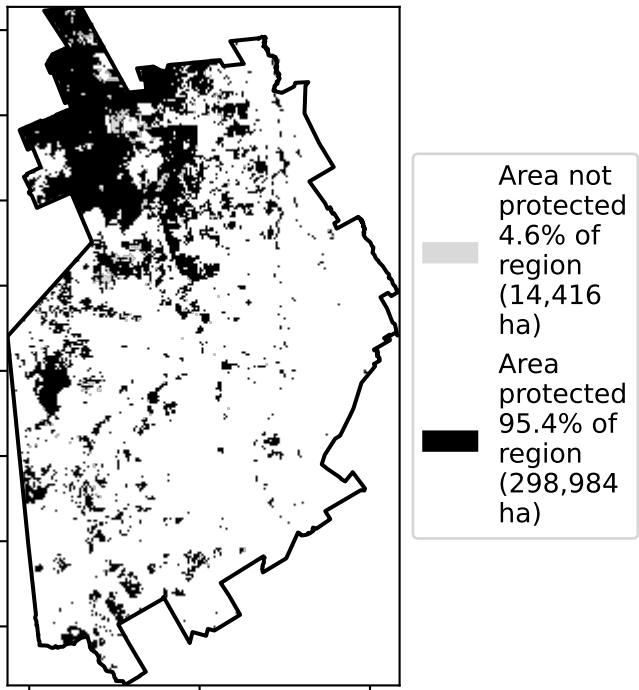 Area not
protected
4.6% of
region
(14,416
ha)
Area
protected
95.4% of
region
(298,984
ha)